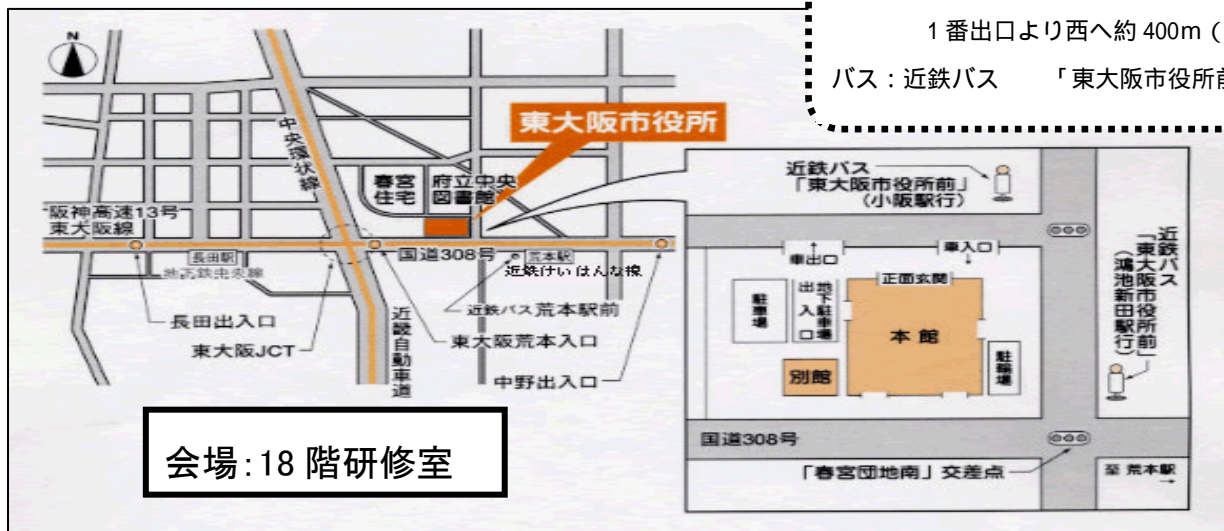 1番出口より西へ約400m(
バス:近鉄バス 「東大阪市役所前
N
東大阪市役所
中央環状線
春宮
住宅
府立中央
図書館
阪神高速13号
東大阪線
長田駅
地下鉄中央線
国道308号
荒本駅
近鉄けいはんな線
長田出入口
東大阪JCT
近畿自動車道
近鉄バス荒本駅前
東大阪荒本入口
中野出入口
会場:18階研修室
近鉄バス
「東大阪市役所前」
(小阪駅行)
車出口
車入口
駐車場
地下駐車場
出入口
正面玄関
本館
別館
駐輪場
近鉄バス
「東大阪市役所前」
(鴻池新田駅行)
国道308号
「春宮団地南」交差点
至 荒本駅
→